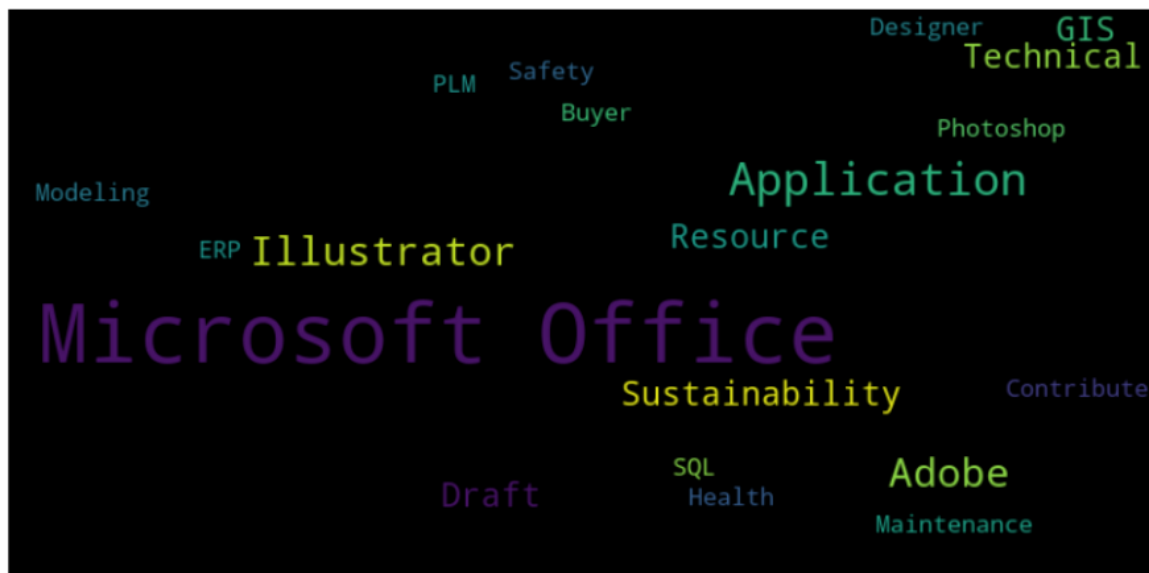 Designer
GIS
Technical
Safety
PLM
Buyer
Photoshop
Application
Modeling
Resource
ERP
Illustrator
Microsoft Office
Sustainability
Contribute
SQL
Adobe
Draft
Health
Maintenance